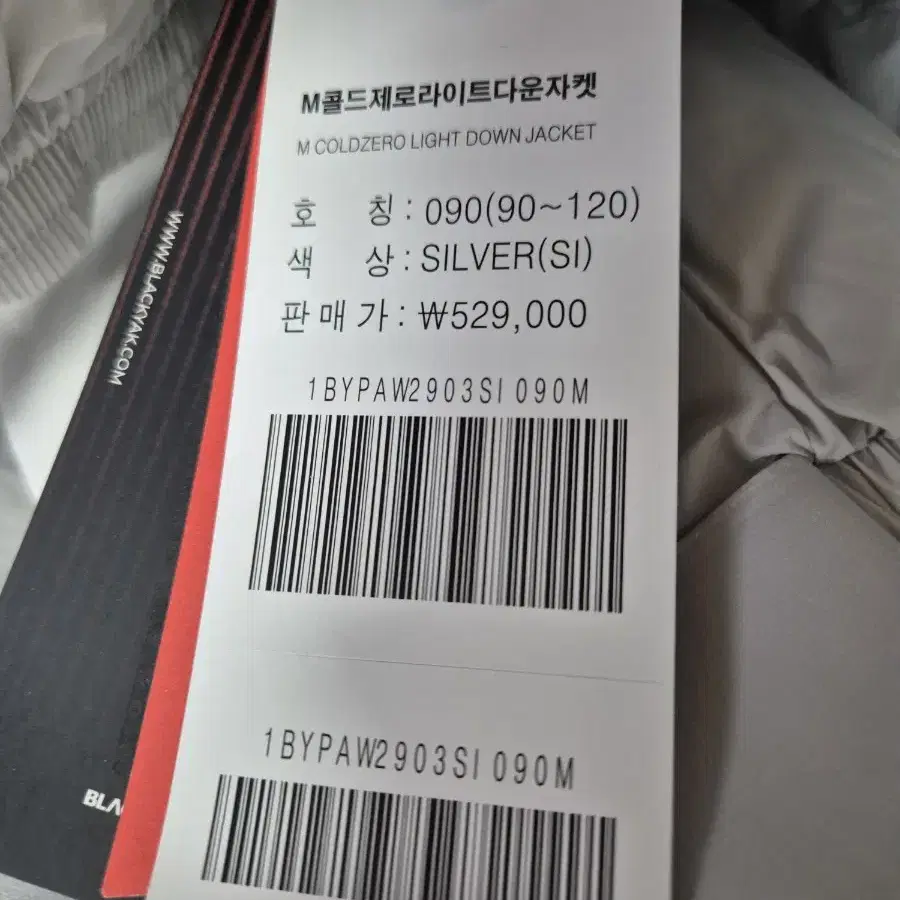 M콜드제로라이트다운자켓
M COLDZERO LIGHT DOWN JACKET
호 칭 : 090(90~120)
색 상 : SILVER(SI)
판 매 가 : ₩529,000
1BYPAW2903SI 090M
1BYPAW2903SI 090M
WWW.BLACKYAK.COM